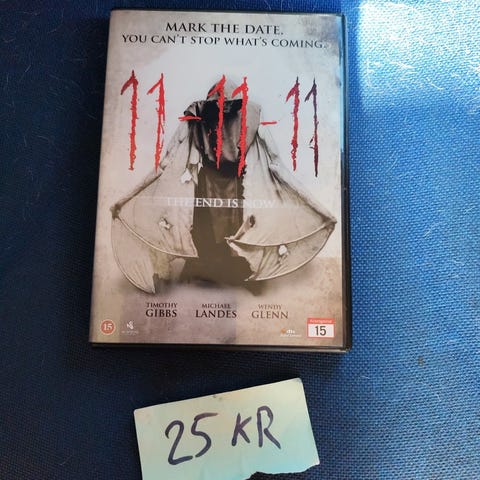 MARK THE DATE.
YOU CAN'T STOP WHAT'S COMING.
11-11-11
THE END IS NOW
TIMOTHY GIBBS
MICHAEL LANDES
WENDY GLENN
15
dts
15
25 KR